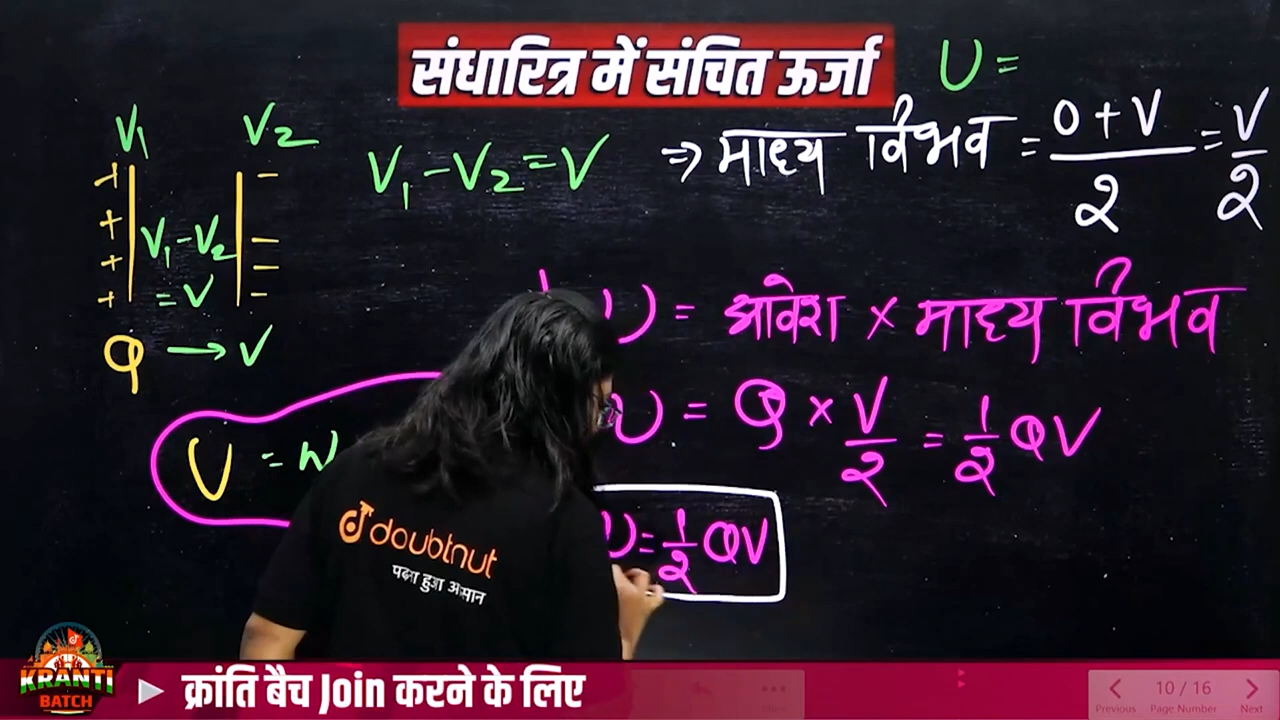 संधारित्र में संचित ऊर्जा
U =
V₁ V₂
V₁-V₂ = V
⇒ माध्य विभव = 0 + V / 2 = V / 2
+ −
+ V₁-V₂ −
+ = V −
+ −
Q → V
U = आवेश × माध्य विभव
U = Q × V / 2 = 1 / 2 QV
U = W
U = 1 / 2 QV
doubtnut
पढ़ना हुआ आसान
KRANTI
BATCH
क्रांति बैच Join करने के लिए
10 / 16
Previous Page Number Next